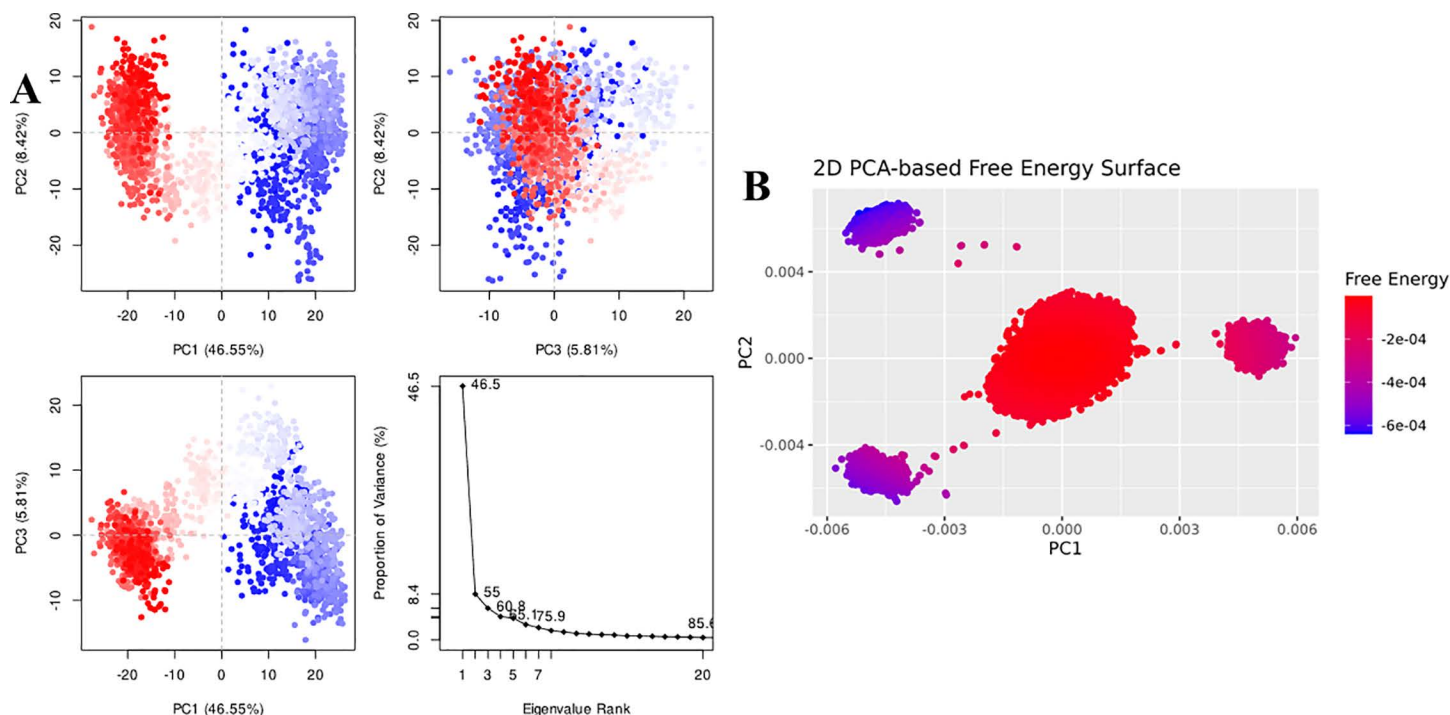 A
20
10
0
-10
-20
PC2 (8.42%)
-20 -10 0 10 20
PC1 (46.55%)
20
10
0
-10
-20
PC2 (8.42%)
-10 0 10 20
PC3 (5.81%)
20
10
0
-10
PC3 (5.81%)
-20 -10 0 10 20
PC1 (46.55%)
46.5
8.4
0.0
Proportion of Variance (%)
46.5
55
60.8
65.1
75.9
85.6
1 3 5 7 20
Eigenvalue Rank
B
2D PCA-based Free Energy Surface
0.004
0.000
-0.004
PC2
-0.006 -0.003 0.000 0.003 0.006
PC1
Free Energy
-2e-04
-4e-04
-6e-04